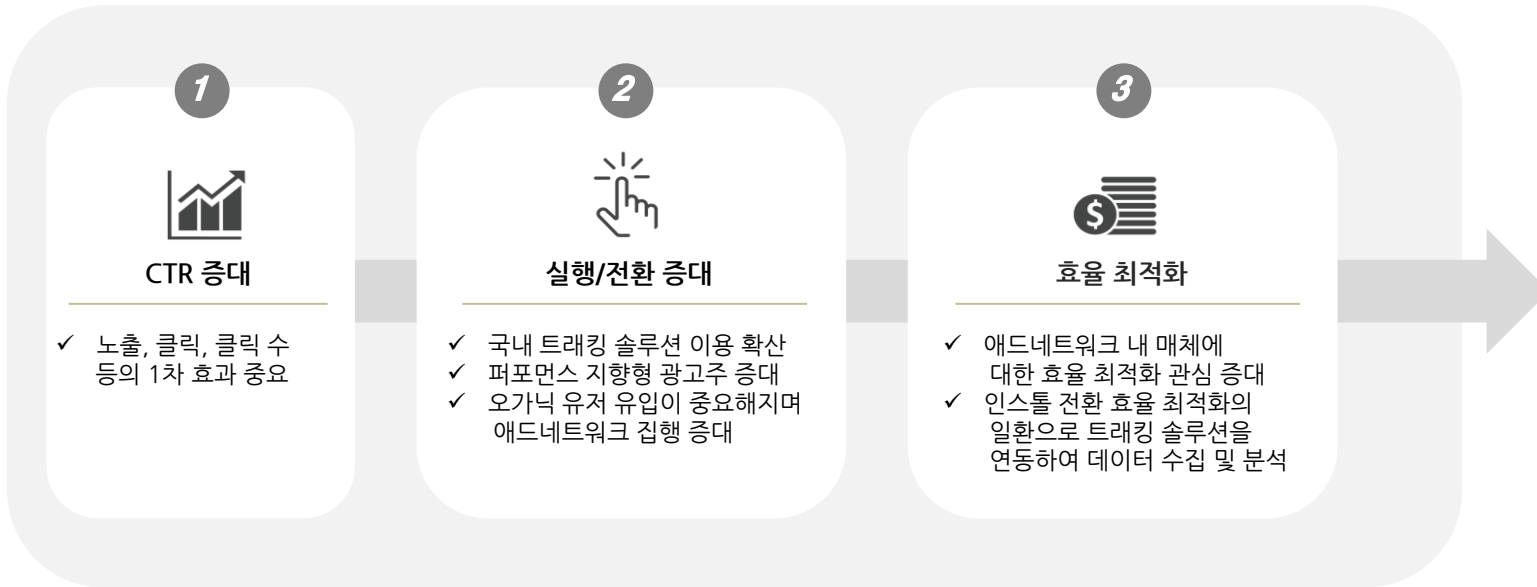 1
CTR 증대
✓ 노출, 클릭, 클릭 수
등의 1차 효과 중요
2
실행/전환 증대
✓ 국내 트래킹 솔루션 이용 확산
✓ 퍼포먼스 지향형 광고주 증대
✓ 오가닉 유저 유입이 중요해지며
애드네트워크 집행 증대
3
$
효율 최적화
✓ 애드네트워크 내 매체에
대한 효율 최적화 관심 증대
✓ 인스톨 전환 효율 최적화의
일환으로 트래킹 솔루션을
연동하여 데이터 수집 및 분석